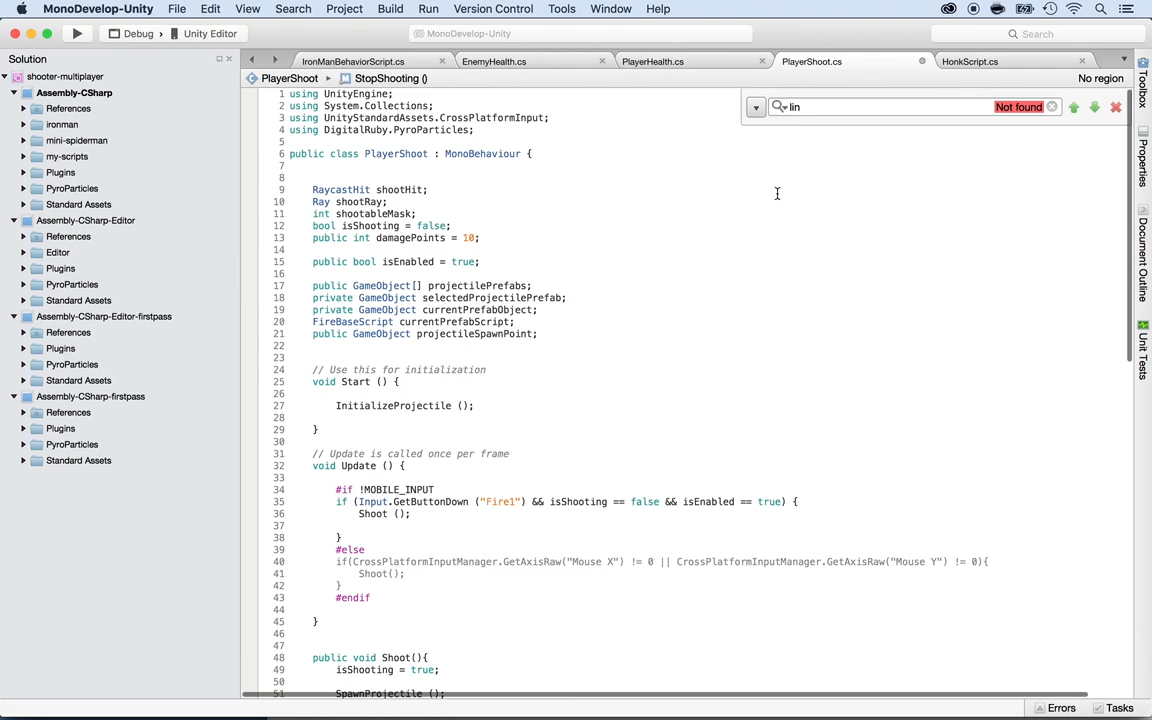 MonoDevelop-Unity File Edit View Search Project Build Run Version Control Tools Window Help
Debug › Unity Editor MonoDevelop-Unity Search
Solution
shooter-multiplayer
Assembly-CSharp
References
ironman
mini-spiderman
my-scripts
Plugins
PyroParticles
Standard Assets
Assembly-CSharp-Editor
References
Editor
Plugins
PyroParticles
Standard Assets
Assembly-CSharp-Editor-firstpass
References
Plugins
PyroParticles
Standard Assets
Assembly-CSharp-firstpass
References
Plugins
PyroParticles
Standard Assets
IronManBehaviorScript.cs EnemyHealth.cs PlayerHealth.cs PlayerShoot.cs HonkScript.cs
PlayerShoot ▸ StopShooting () No region
lin Not found
1 using UnityEngine;
2 using System.Collections;
3 using UnityStandardAssets.CrossPlatformInput;
4 using DigitalRuby.PyroParticles;
5
6 public class PlayerShoot : MonoBehaviour {
7
8
9 RaycastHit shootHit;
10 Ray shootRay;
11 int shootableMask;
12 bool isShooting = false;
13 public int damagePoints = 10;
14
15 public bool isEnabled = true;
16
17 public GameObject[] projectilePrefabs;
18 private GameObject selectedProjectilePrefab;
19 private GameObject currentPrefabObject;
20 FireBaseScript currentPrefabScript;
21 public GameObject projectileSpawnPoint;
22
23
24 // Use this for initialization
25 void Start () {
26
27 InitializeProjectile ();
28
29 }
30
31 // Update is called once per frame
32 void Update () {
33
34 #if !MOBILE_INPUT
35 if (Input.GetButtonDown ("Fire1") && isShooting == false && isEnabled == true) {
36 Shoot ();
37
38 }
39 #else
40 if(CrossPlatformInputManager.GetAxisRaw("Mouse X") != 0 || CrossPlatformInputManager.GetAxisRaw("Mouse Y") != 0){
41 Shoot();
42 }
43 #endif
44
45 }
46
47
48 public void Shoot(){
49 isShooting = true;
50
51 SpawnProjectile ();
Toolbox
Properties
Document Outline
Unit Tests
Errors Tasks